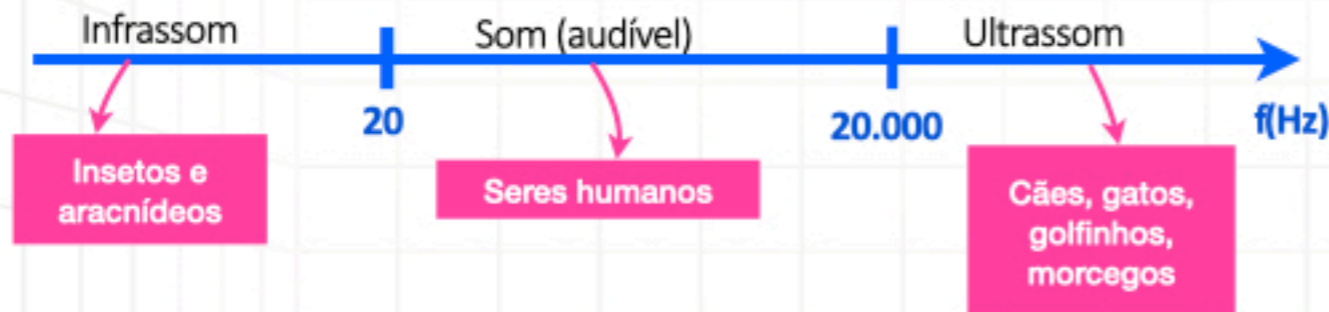 Infrassom
Som (audível)
Ultrassom
20
20.000
f(Hz)
Insetos e
aracnídeos
Seres humanos
Cães, gatos,
golfinhos,
morcegos